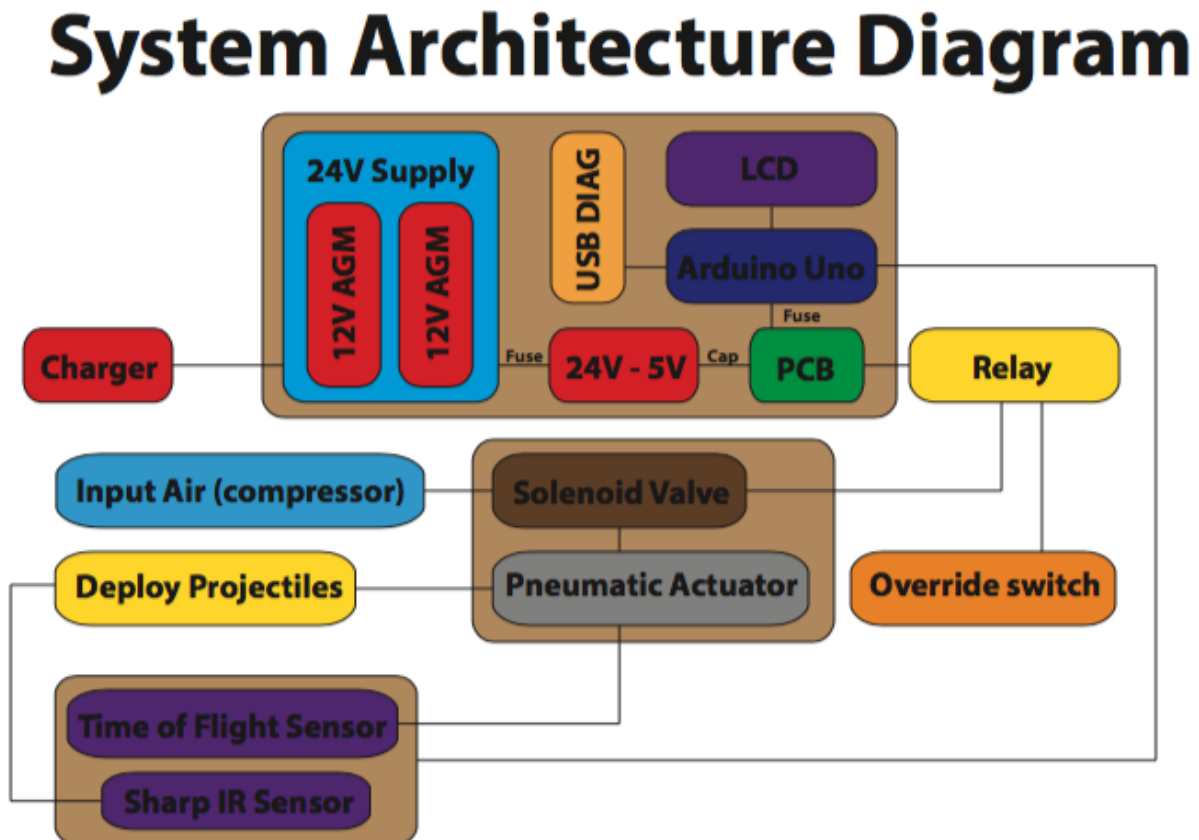 System Architecture Diagram
24V Supply
12V AGM
12V AGM
USB DIAG
LCD
Arduino Uno
Fuse
Charger
Fuse
24V - 5V
Cap
PCB
Relay
Input Air (compressor)
Solenoid Valve
Deploy Projectiles
Pneumatic Actuator
Override switch
Time of Flight Sensor
Sharp IR Sensor